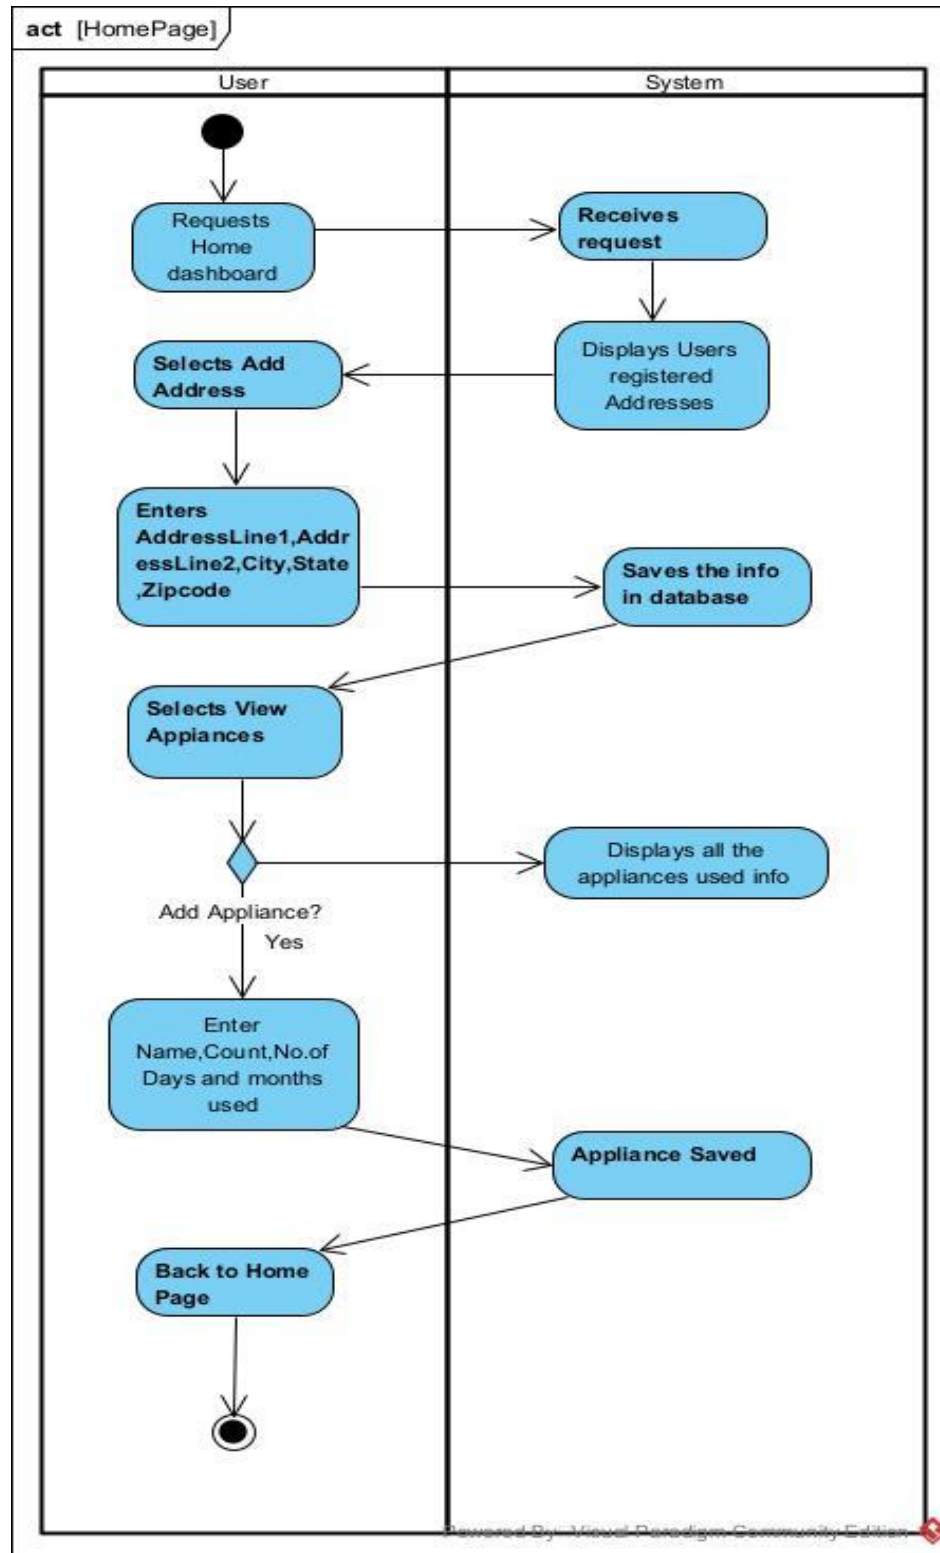 act [HomePage]
User
System
Requests
Home
dashboard
Receives
request
Displays Users
registered
Addresses
Selects Add
Address
Enters
AddressLine1,Addr
essLine2,City,State
,Zipcode
Saves the info
in database
Selects View
Appiances
Displays all the
appliances used info
Add Appliance?
Yes
Enter
Name,Count,No.of
Days and months
used
Appliance Saved
Back to Home
Page
Powered By: Visual Paradigm Community Edition